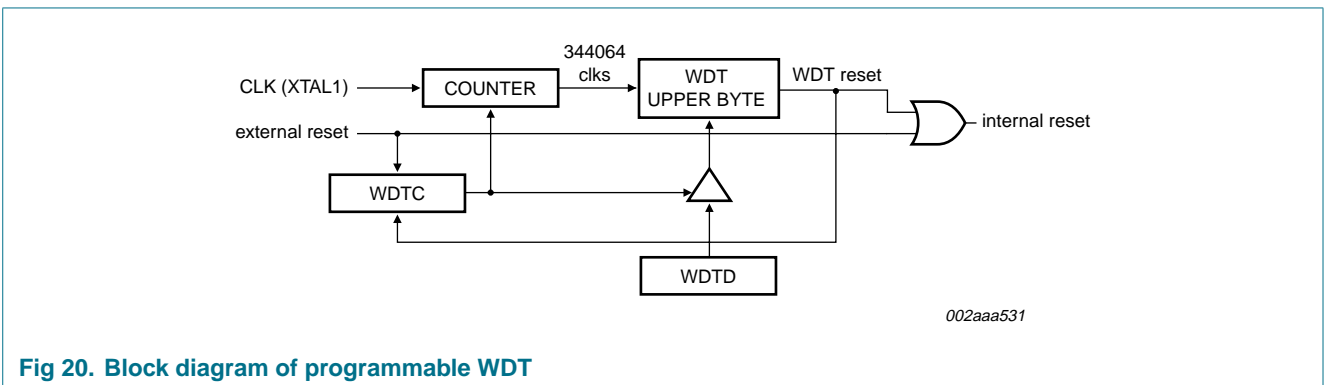 344064
clks
CLK (XTAL1)
COUNTER
WDT
UPPER BYTE
WDT reset
external reset
internal reset
WDTC
WDTD
002aaa531
Fig 20. Block diagram of programmable WDT